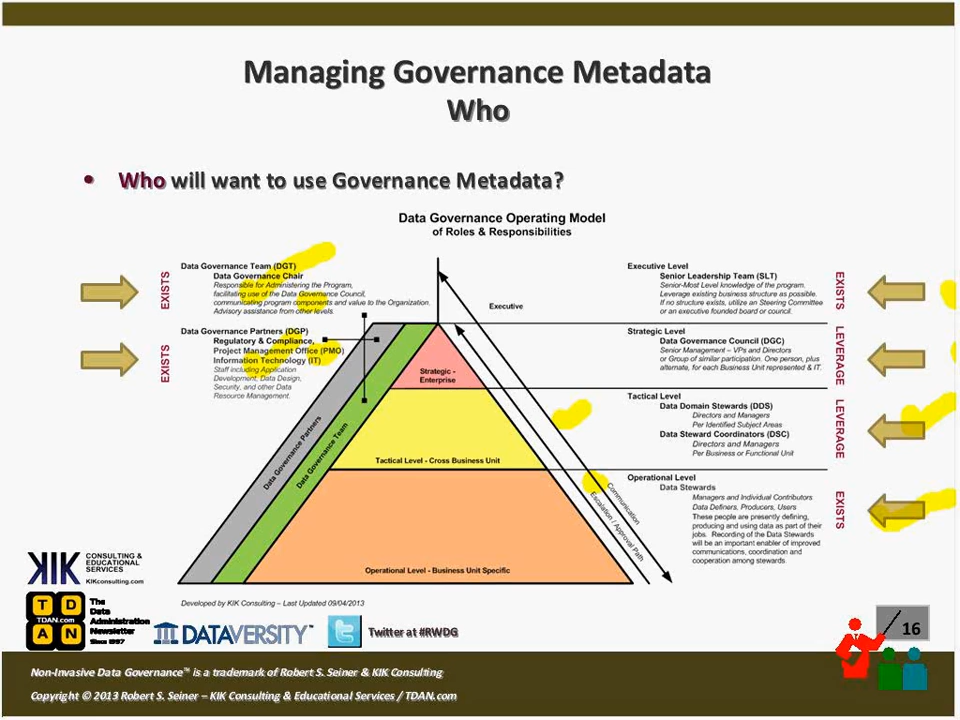 Managing Governance Metadata
Who
• Who will want to use Governance Metadata?
Data Governance Operating Model
of Roles & Responsibilities
EXISTS
Data Governance Team (DGT)
Data Governance Chair
Responsible for Administering the Program,
facilitating use of the Data Governance Council,
communicating program components and value to the Organization.
Advisory assistance from other levels.
EXISTS
Data Governance Partners (DGP)
Regulatory & Compliance,
Project Management Office (PMO)
Information Technology (IT)
Staff including Application
Development, Data Design,
Security, and other Data
Resource Management.
Executive
Strategic -
Enterprise
Tactical Level - Cross Business Unit
Operational Level - Business Unit Specific
Data Governance Partners
Data Governance Team
Communication
Escalation / Approval Path
Executive Level
Senior Leadership Team (SLT)
Senior-Most Level knowledge of the program.
Leverage existing business structure as possible.
If no structure exists, utilize an Steering Committee
or an executive founded board or council.
EXISTS
Strategic Level
Data Governance Council (DGC)
Senior Management – VPs and Directors
or Group of similar participation. One person, plus
alternate, for each Business Unit represented & IT.
LEVERAGE
Tactical Level
Data Domain Stewards (DDS)
Directors and Managers
Per Identified Subject Areas
Data Steward Coordinators (DSC)
Directors and Managers
Per Business or Functional Unit
LEVERAGE
Operational Level
Data Stewards
Managers and Individual Contributors
Data Definers, Producers, Users
These people are presently defining,
producing and using data as part of their
jobs. Recording of the Data Stewards
will be an important enabler of improved
communications, coordination and
cooperation among stewards.
EXISTS
Developed by KIK Consulting – Last Updated 09/04/2013
KIK
CONSULTING &
EDUCATIONAL
SERVICES
KIKconsulting.com
T D
TDAN.com
A N
The
Data
Administration
Newsletter
Since 1997
DATAVERSITY™
Twitter at #RWDG
16
Non-Invasive Data Governance™ is a trademark of Robert S. Seiner & KIK Consulting
Copyright © 2013 Robert S. Seiner – KIK Consulting & Educational Services / TDAN.com